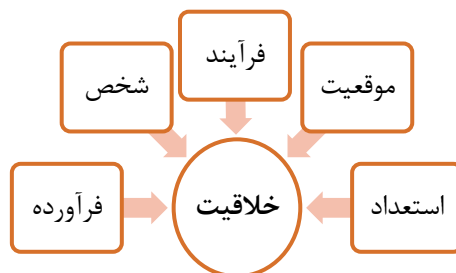 فرآیند
موقعیت
شخص
استعداد
خلاقیت
فرآورده